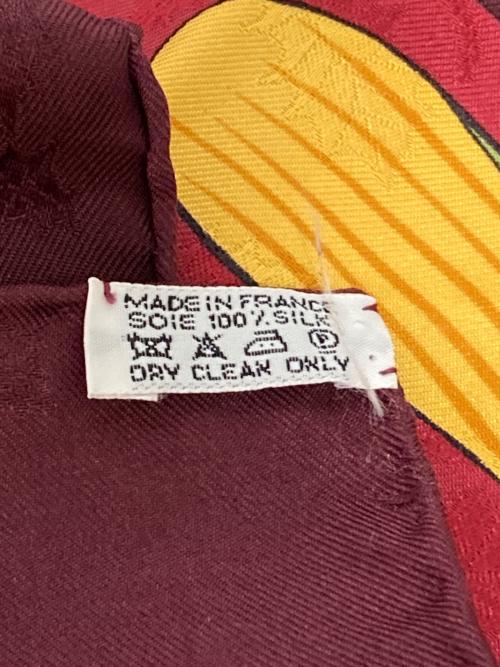 MADE IN FRANCE
SOIE 100% SILK
DRY CLEAN ONLY